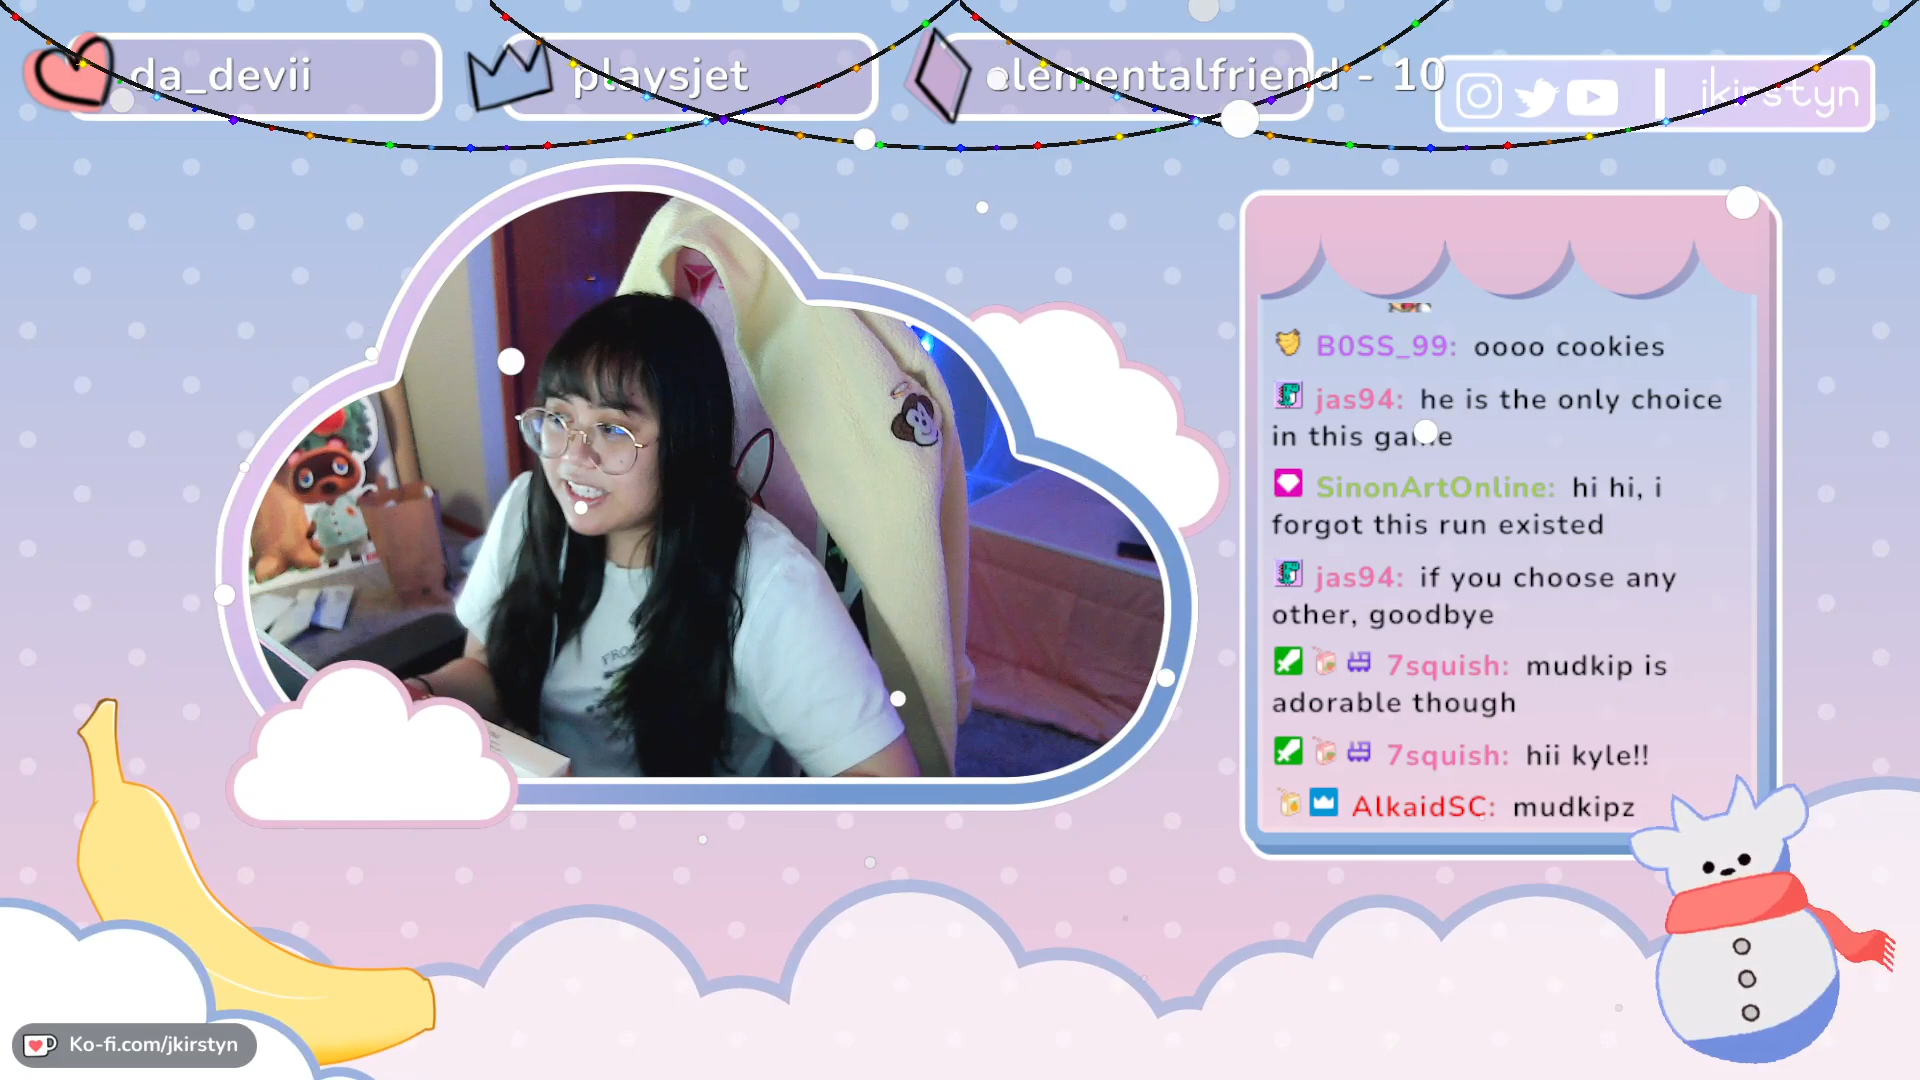 da_devii
playsjet
elementalfriend - 10
jkirstyn
B0SS_99: oooo cookies
jas94: he is the only choice
in this game
SinonArtOnline: hi hi, i
forgot this run existed
jas94: if you choose any
other, goodbye
7squish: mudkip is
adorable though
7squish: hii kyle!!
AlkaidSC: mudkipz
Ko-fi.com/jkirstyn